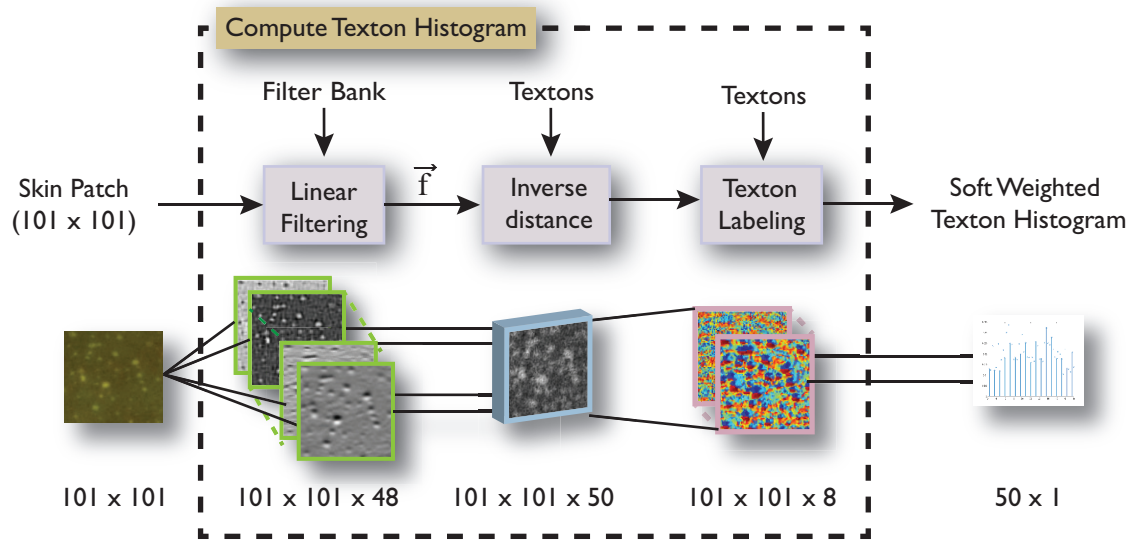 Compute Texton Histogram
Filter Bank
Textons
Textons
Skin Patch
(101 x 101)
Linear
Filtering
f
Inverse
distance
Texton
Labeling
Soft Weighted
Texton Histogram
101 x 101
101 x 101 x 48
101 x 101 x 50
101 x 101 x 8
50 x 1